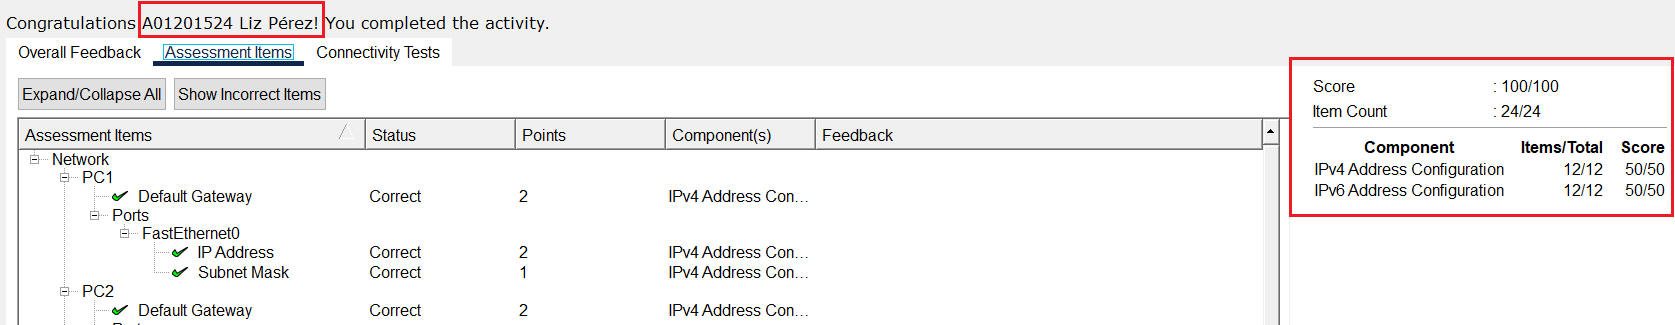 Congratulations A01201524 Liz Pérez! You completed the activity.
Overall Feedback Assessment Items Connectivity Tests
Expand/Collapse All Show Incorrect Items
Assessment Items Status Points Component(s) Feedback
Network
PC1
Default Gateway Correct 2 IPv4 Address Con...
Ports
FastEthernet0
IP Address Correct 2 IPv4 Address Con...
Subnet Mask Correct 1 IPv4 Address Con...
PC2
Default Gateway Correct 2 IPv4 Address Con...
Score : 100/100
Item Count : 24/24
Component Items/Total Score
IPv4 Address Configuration 12/12 50/50
IPv6 Address Configuration 12/12 50/50